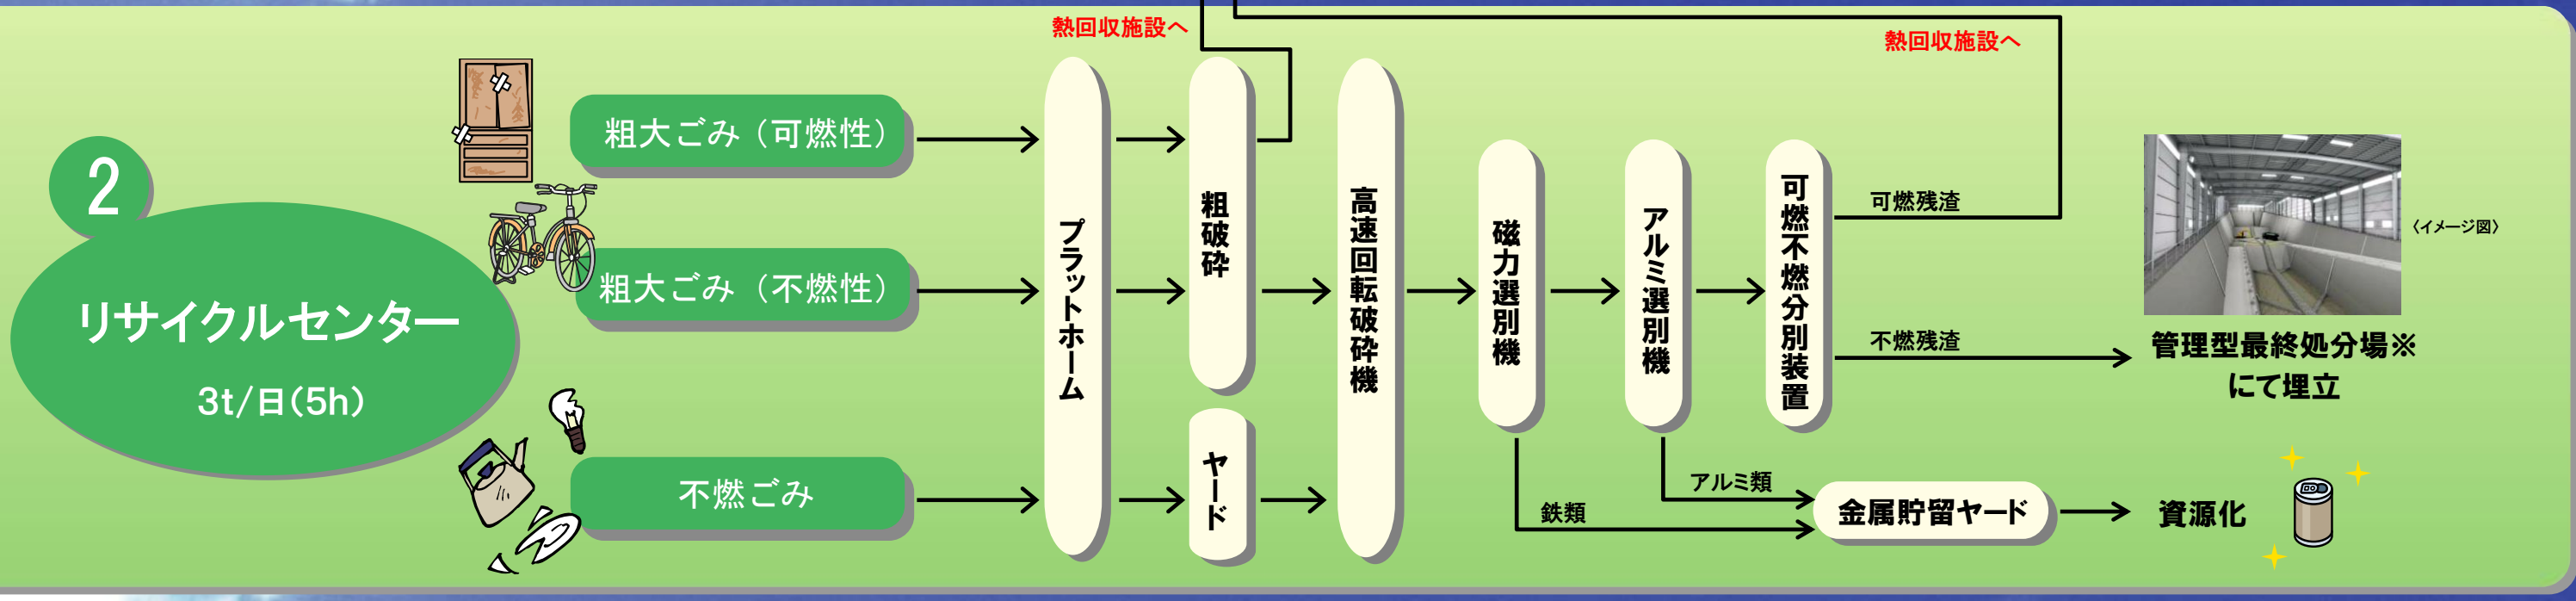 熱回収施設へ
熱回収施設へ
2
リサイクルセンター
3t/日(5h)
粗大ごみ（可燃性）
粗大ごみ（不燃性）
不燃ごみ
プラットホーム
粗破砕
ヤード
高速回転破砕機
磁力選別機
アルミ選別機
可燃不燃分別装置
可燃残渣
不燃残渣
〈イメージ図〉
管理型最終処分場※
にて埋立
アルミ類
鉄類
金属貯留ヤード
資源化